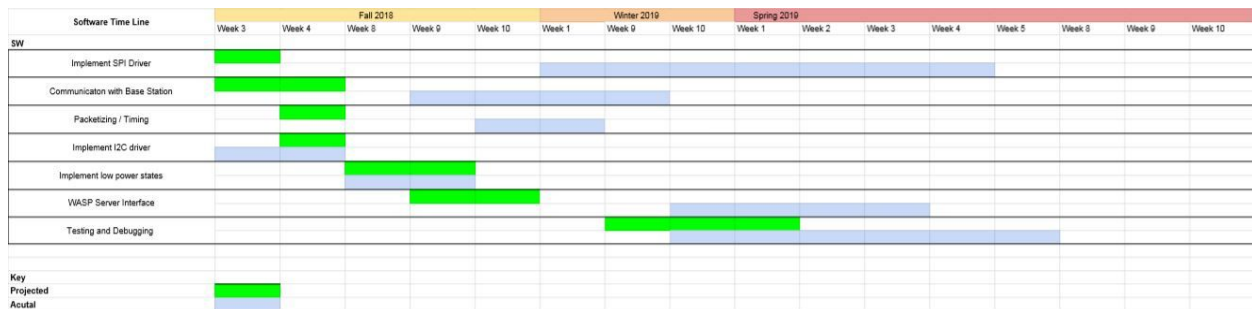 Software Time Line
Fall 2018 Winter 2019 Spring 2019
Week 3 Week 4 Week 8 Week 9 Week 10 Week 1 Week 9 Week 10 Week 1 Week 2 Week 3 Week 4 Week 5 Week 8 Week 9 Week 10
SW
Implement SPI Driver
Communicaton with Base Station
Packetizing / Timing
Implement I2C driver
Implement low power states
WASP Server Interface
Testing and Debugging
Key
Projected
Acutal